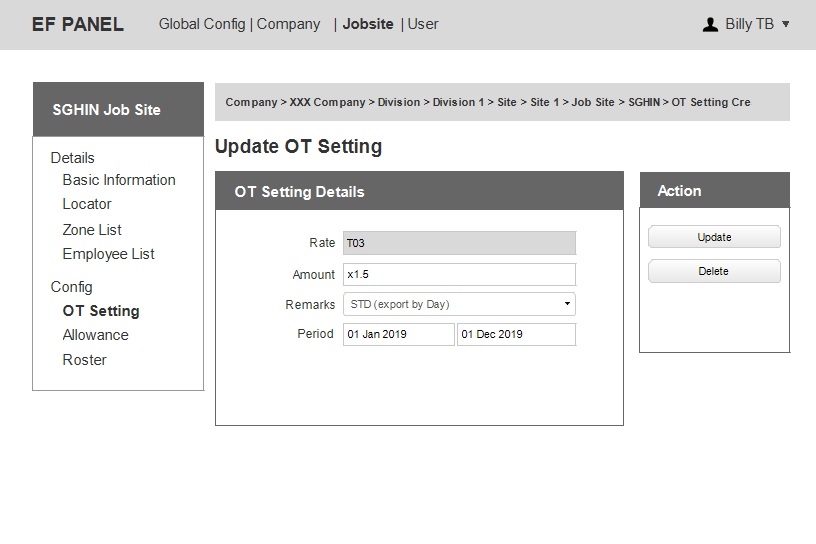 EF PANEL Global Config | Company | Jobsite | User Billy TB
SGHIN Job Site
Details
Basic Information
Locator
Zone List
Employee List
Config
OT Setting
Allowance
Roster
Company > XXX Company > Division > Division 1 > Site > Site 1 > Job Site > SGHIN > OT Setting Cre
Update OT Setting
OT Setting Details
Rate T03
Amount x1.5
Remarks STD (export by Day)
Period 01 Jan 2019 01 Dec 2019
Action
Update
Delete